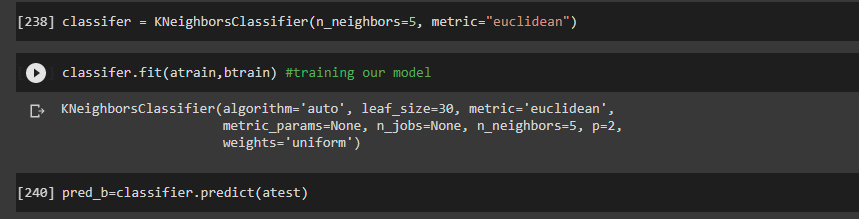 [238] classifer = KNeighborsClassifier(n_neighbors=5, metric="euclidean")
classifer.fit(atrain,btrain) #training our model
KNeighborsClassifier(algorithm='auto', leaf_size=30, metric='euclidean',
metric_params=None, n_jobs=None, n_neighbors=5, p=2,
weights='uniform')
[240] pred_b=classifier.predict(atest)